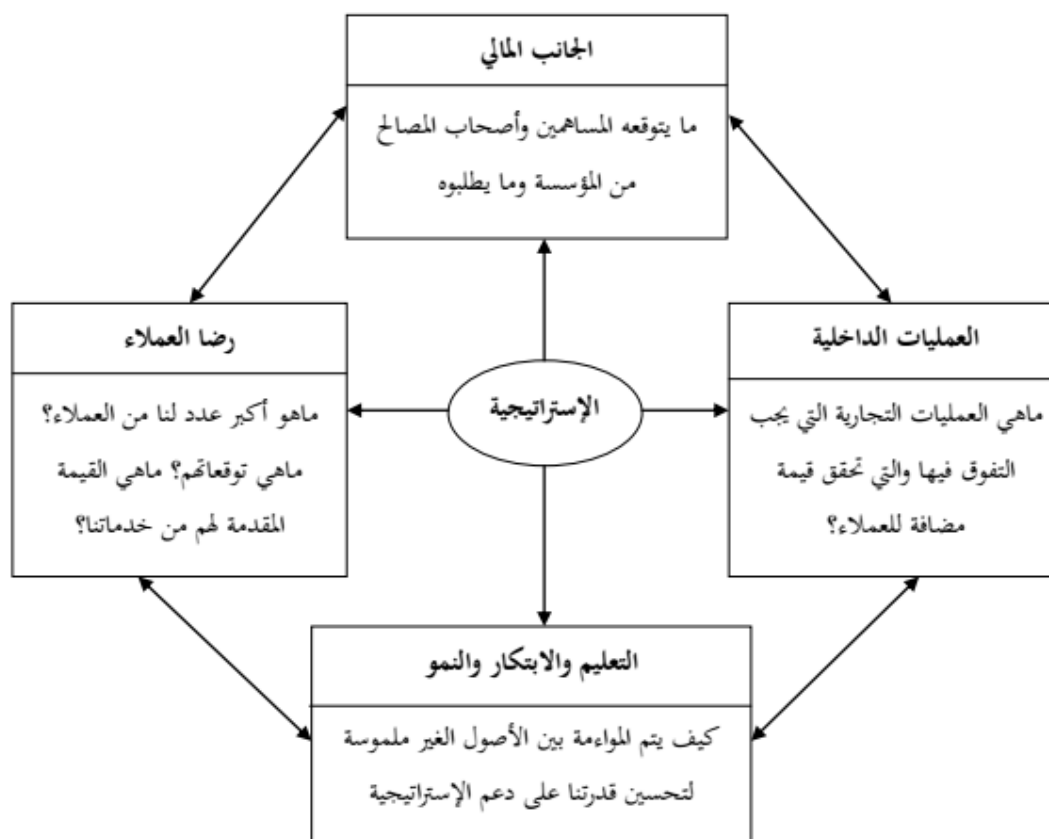 الجانب المالي
ما يتوقعه المساهمين وأصحاب المصالح
من المؤسسة وما يطلبوه
العمليات الداخلية
ماهي العمليات التجارية التي يجب
التفوق فيها والتي تحقق قيمة
مضافة للعملاء؟
الإستراتيجية
رضا العملاء
ماهو أكبر عدد لنا من العملاء؟
ماهي توقعاتهم؟ ماهي القيمة
المقدمة لهم من خدماتنا؟
التعليم والابتكار والنمو
كيف يتم المواءمة بين الأصول الغير ملموسة
لتحسين قدرتنا على دعم الإستراتيجية